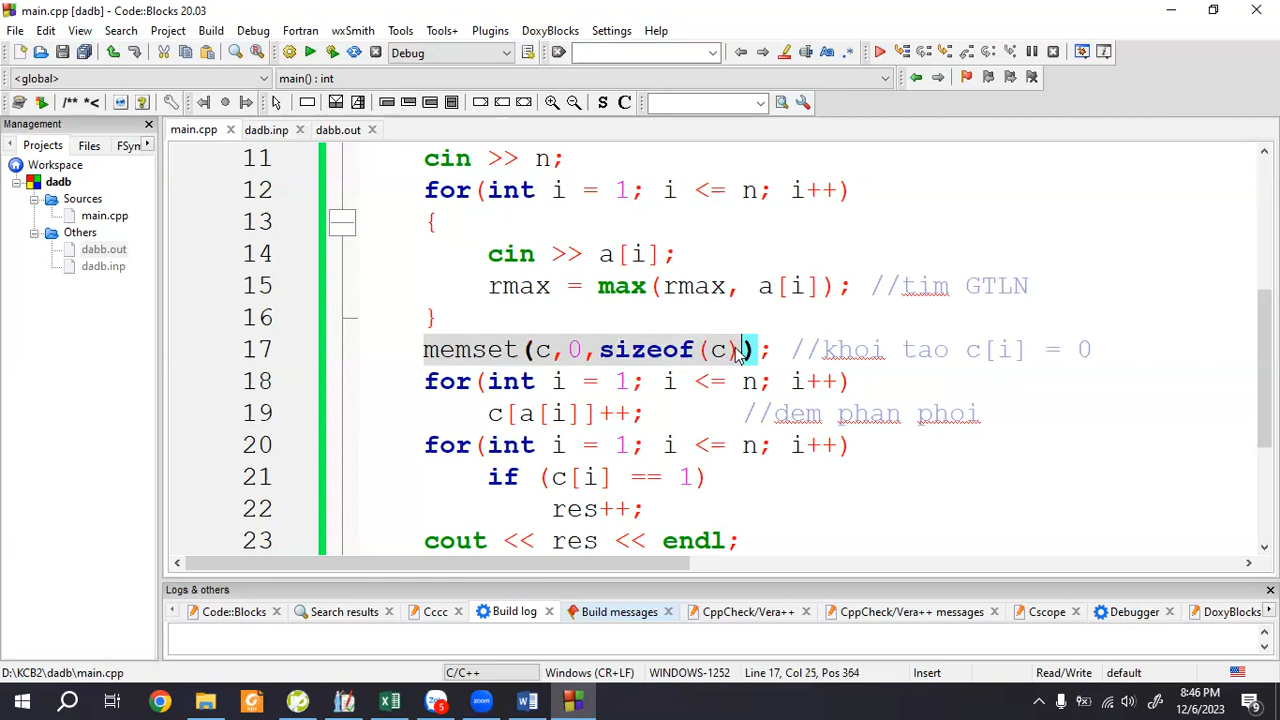 main.cpp [dadb] - Code::Blocks 20.03
File Edit View Search Project Build Debug Fortran wxSmith Tools Tools+ Plugins DoxyBlocks Settings Help
Debug
<global> main() : int
/** *< S C
Management
Projects Files FSyn
Workspace
dadb
Sources
main.cpp
Others
dabb.out
dadb.inp
main.cpp dadb.inp dabb.out
11 cin >> n;
12 for(int i = 1; i <= n; i++)
13 {
14 cin >> a[i];
15 rmax = max(rmax, a[i]); //tim GTLN
16 }
17 memset(c,0,sizeof(c)); //khoi tao c[i] = 0
18 for(int i = 1; i <= n; i++)
19 c[a[i]]++; //dem phan phoi
20 for(int i = 1; i <= n; i++)
21 if (c[i] == 1)
22 res++;
23 cout << res << endl;
Logs & others
Code::Blocks Search results Cccc Build log Build messages CppCheck/Vera++ CppCheck/Vera++ messages Cscope Debugger DoxyBlocks
D:\KCB2\dadb\main.cpp C/C++ Windows (CR+LF) WINDOWS-1252 Line 17, Col 25, Pos 364 Insert Read/Write default
5 zoom W 8:46 PM
12/6/2023 9